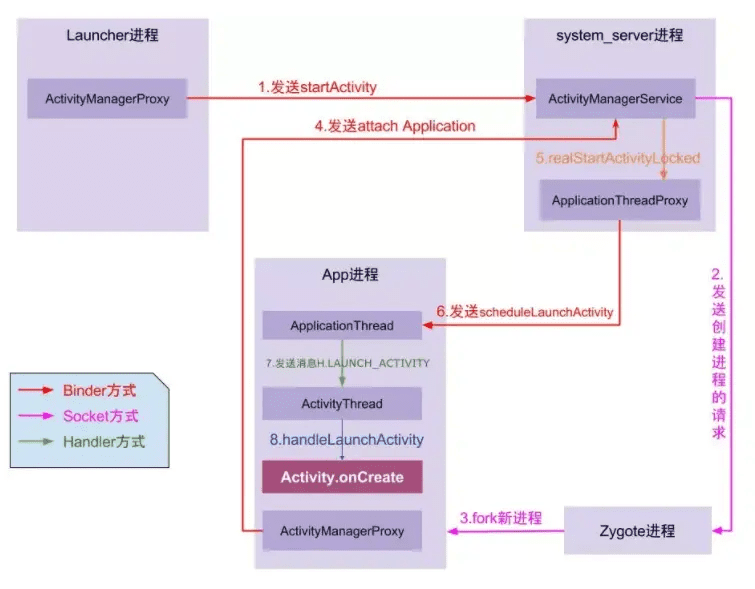 Launcher进程
system_server进程
ActivityManagerProxy
1.发送startActivity
ActivityManagerService
4.发送attach Application
5.realStartActivityLocked
ApplicationThreadProxy
2.
发
送
创
建
进
程
的
请
求
App进程
6.发送scheduleLaunchActivity
ApplicationThread
7.发送消息H.LAUNCH_ACTIVITY
ActivityThread
8.handleLaunchActivity
Activity.onCreate
ActivityManagerProxy
3.fork新进程
Zygote进程
Binder方式
Socket方式
Handler方式